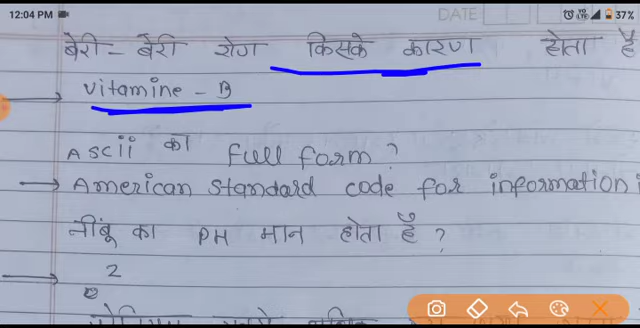 12:04 PM
DATE
37%
बेरी - बेरी रोग किसके कारण होता है
→ vitamine - B
Ascii का full form?
→ American standard code for information i
नींबू का PH मान होता है ?
→ 2